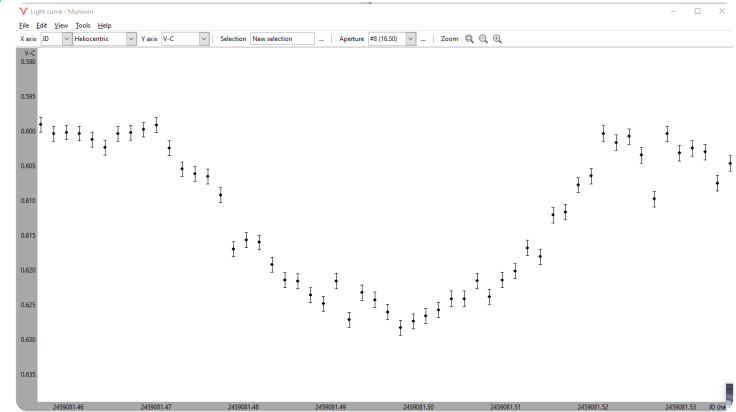 Light curve - Muniwin
File Edit View Tools Help
X axis JD Heliocentric Y axis V-C Selection New selection ... Aperture #8 (16.50) ... Zoom
V-C
0.590
0.595
0.600
0.605
0.610
0.615
0.620
0.625
0.630
0.635
2459081.46 2459081.47 2459081.48 2459081.49 2459081.50 2459081.51 2459081.52 2459081.53 JD (he